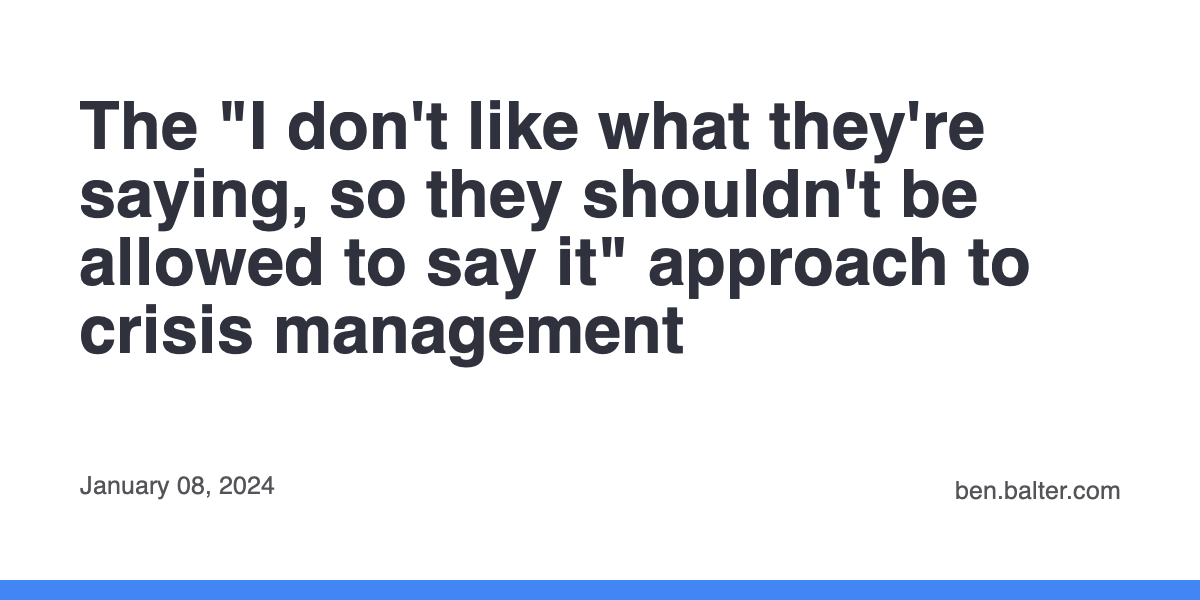 The "I don't like what they're
saying, so they shouldn't be
allowed to say it" approach to
crisis management
January 08, 2024
ben.balter.com